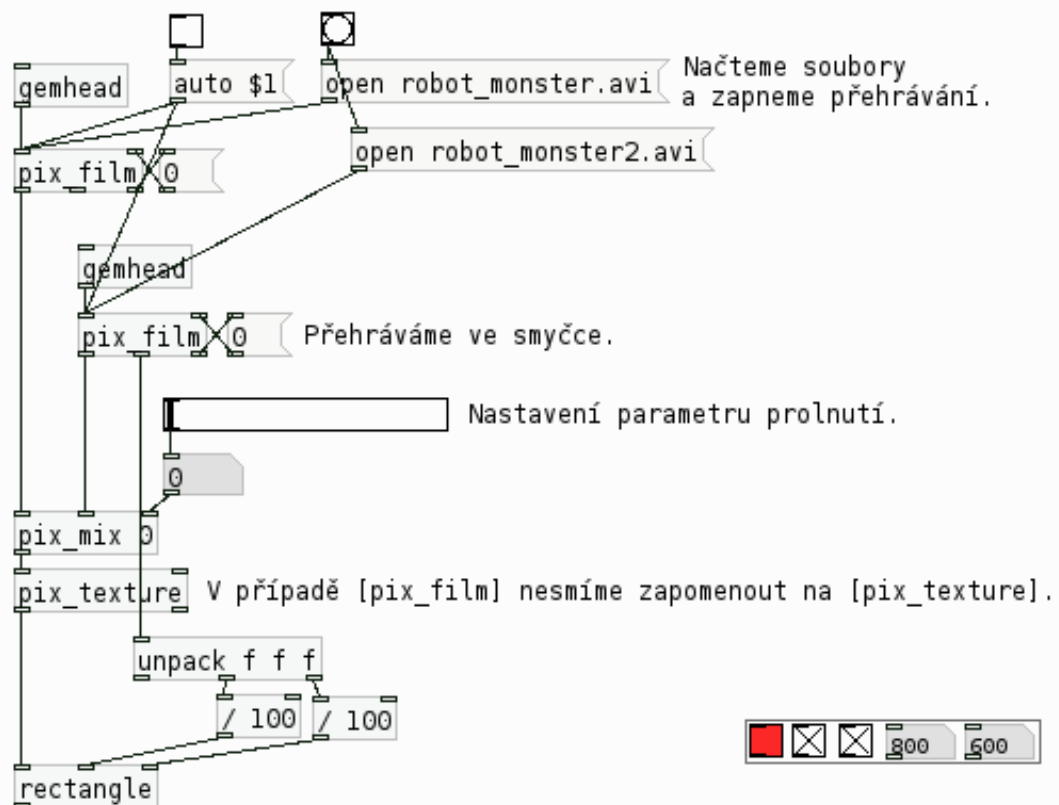 gemhead
auto $1
open robot_monster.avi
Načteme soubory
a zapneme přehrávání.
open robot_monster2.avi
pix_film
0
gemhead
pix_film
0
Přehráváme ve smyčce.
Nastavení parametru prolnutí.
0
pix_mix 0
pix_texture
V případě [pix_film] nesmíme zapomenout na [pix_texture].
unpack f f f
/ 100
/ 100
800
600
rectangle